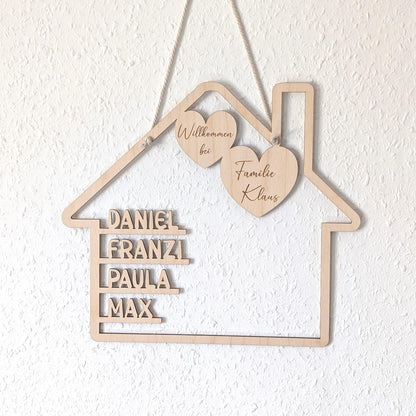 Willkommen
bei
Familie
Klaus
DANIEL
FRANZI
PAULA
MAX